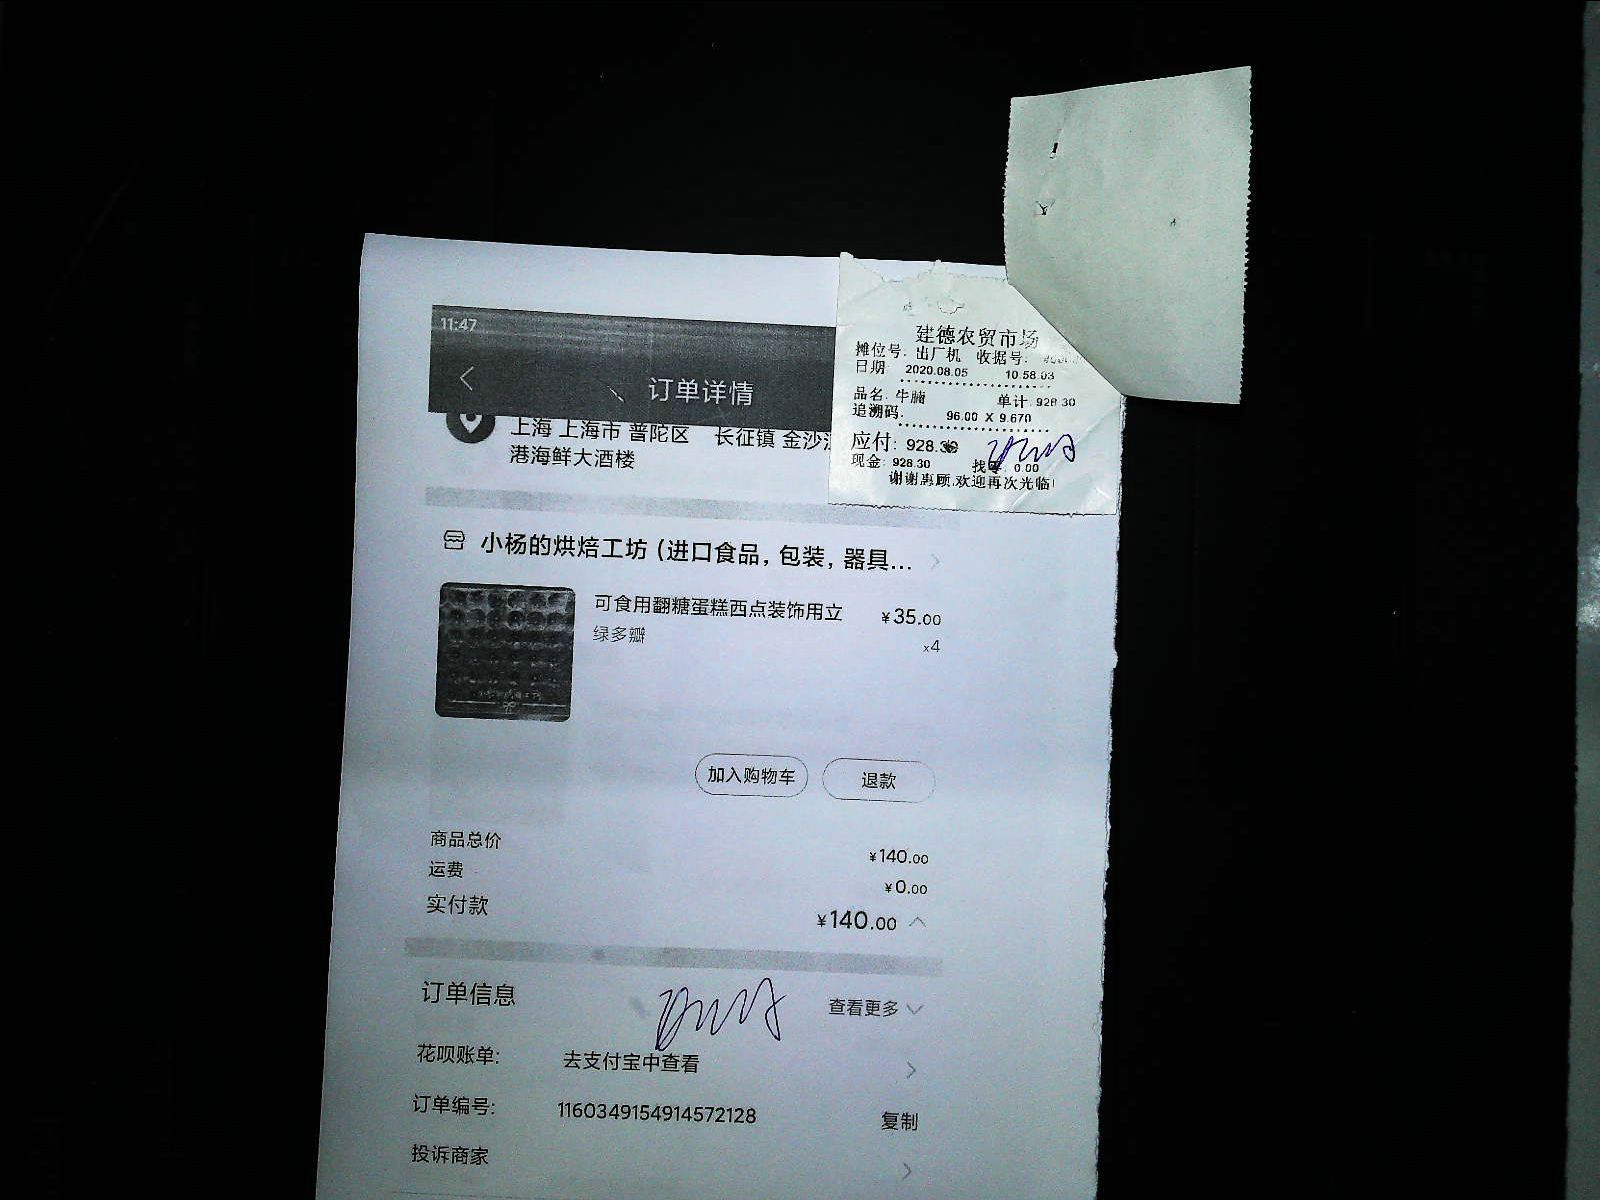 11:47
订单详情
上海 上海市 普陀区 长征镇 金沙
港海鲜大酒楼
建德农贸市场
摊位号: 出厂机 收据号:
日期 2020.08.05 10:58:03
品名: 牛腩 单计: 928.30
追溯码: 96.00 X 9.670
应付: 928.30
现金: 928.30 找零: 0.00
谢谢惠顾,欢迎再次光临!
小杨的烘焙工坊 (进口食品, 包装, 器具...
可食用翻糖蛋糕西点装饰用立 ¥35.00
绿多瓣 x4
加入购物车 退款
商品总价 ¥140.00
运费 ¥0.00
实付款 ¥140.00
订单信息 查看更多
花呗账单: 去支付宝中查看
订单编号: 1160349154914572128 复制
投诉商家